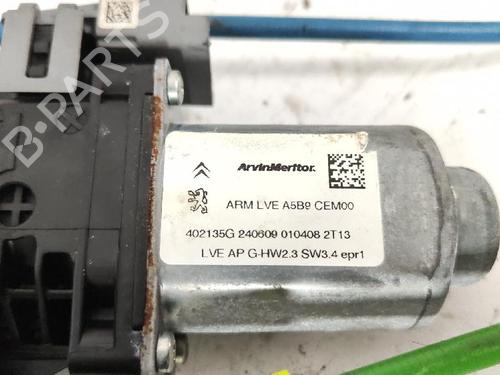 B-PARTS
ArvinMeritor.
ARM LVE A5B9 CEM00
402135G 240609 010408 2T13
LVE AP G-HW2.3 SW3.4 epr1